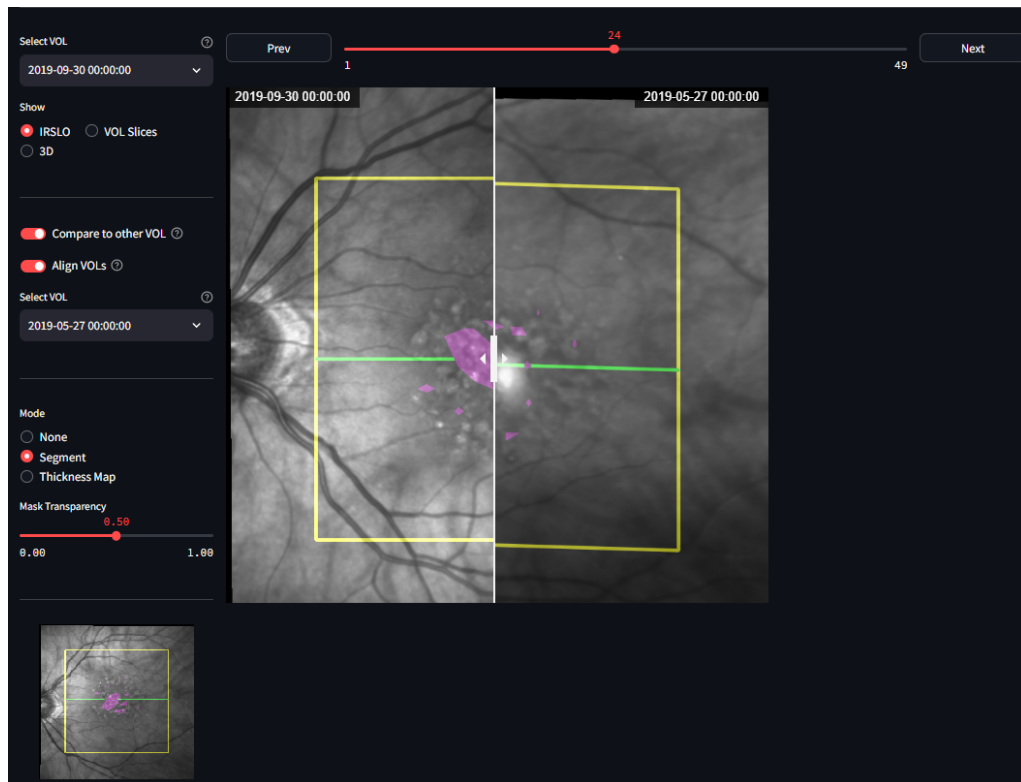 Select VOL
2019-09-30 00:00:00
Show
IRSLO
VOL Slices
3D
Compare to other VOL
Align VOLs
Select VOL
2019-05-27 00:00:00
Mode
None
Segment
Thickness Map
Mask Transparency
0.50
0.00 1.00
Prev
24
1 49
Next
2019-09-30 00:00:00 2019-05-27 00:00:00